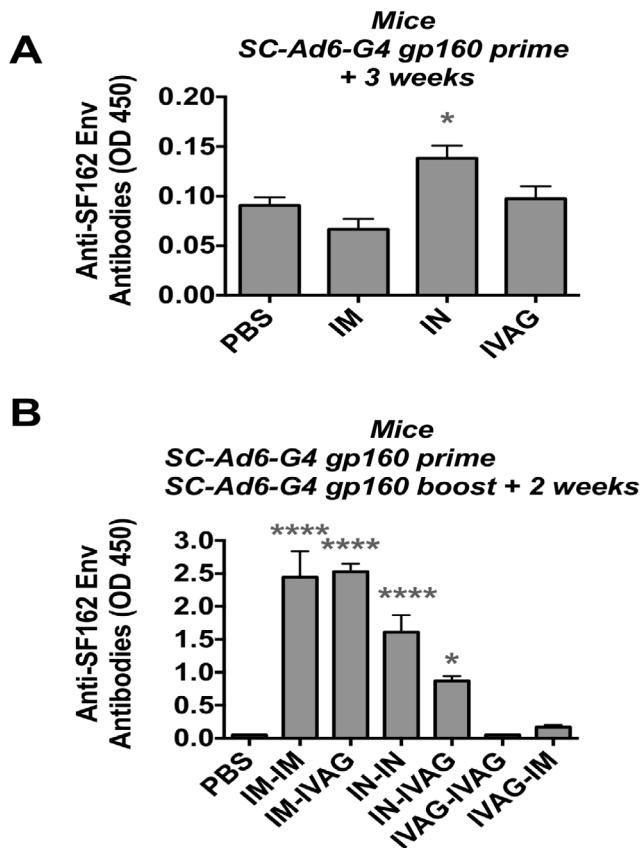 A
Mice
SC-Ad6-G4 gp160 prime
+ 3 weeks
Anti-SF162 Env
Antibodies (OD 450)
0.20
0.15
0.10
0.05
0.00
*
PBS
IM
IN
IVAG
B
Mice
SC-Ad6-G4 gp160 prime
SC-Ad6-G4 gp160 boost + 2 weeks
Anti-SF162 Env
Antibodies (OD 450)
3.0
2.5
2.0
1.5
1.0
0.5
0.0
****
****
****
*
PBS
IM-IM
IM-IVAG
IN-IN
IN-IVAG
IVAG-IVAG
IVAG-IM